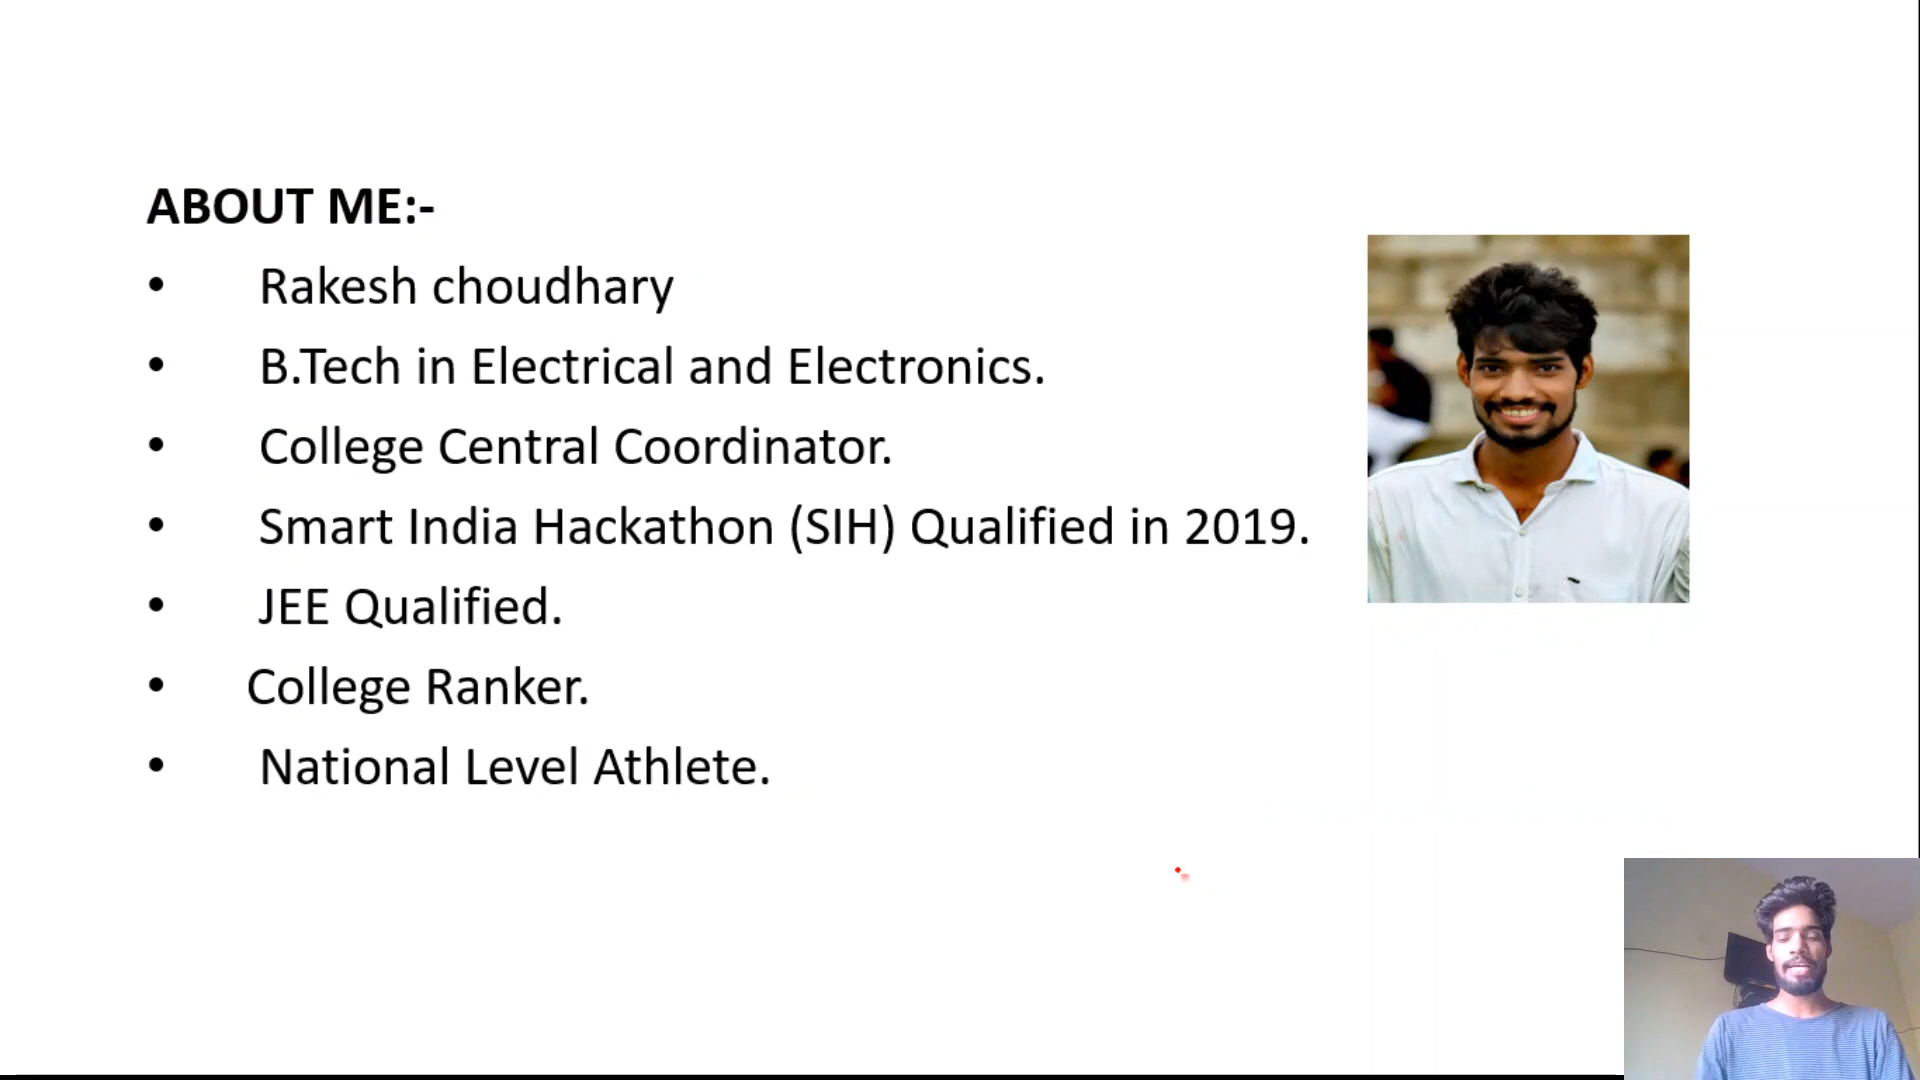 ABOUT ME:-
• Rakesh choudhary
• B.Tech in Electrical and Electronics.
• College Central Coordinator.
• Smart India Hackathon (SIH) Qualified in 2019.
• JEE Qualified.
• College Ranker.
• National Level Athlete.